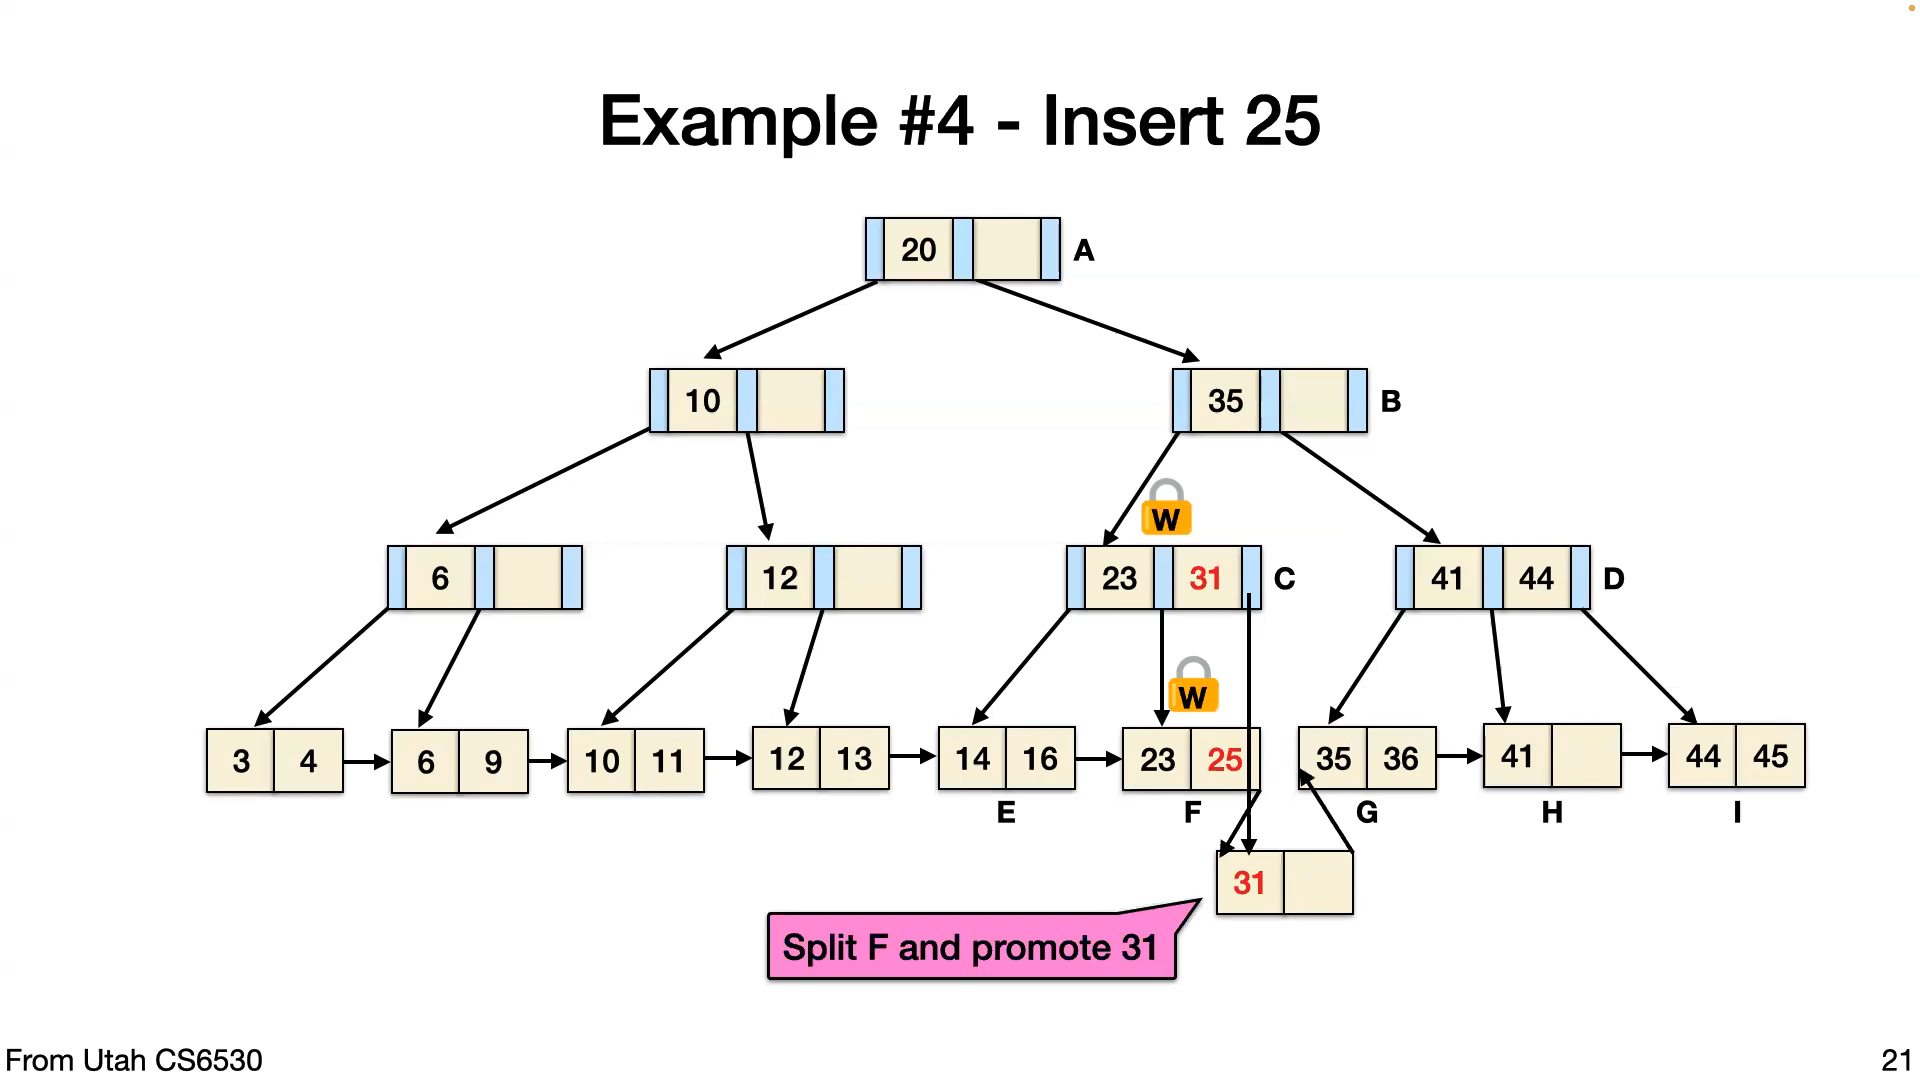 Example #4 - Insert 25
20
A
10
35
B
W
6
12
23 31
C
41 44
D
W
3 4
6 9
10 11
12 13
14 16
23 25
35 36
41
44 45
E
F
G
H
I
31
Split F and promote 31
From Utah CS6530
21